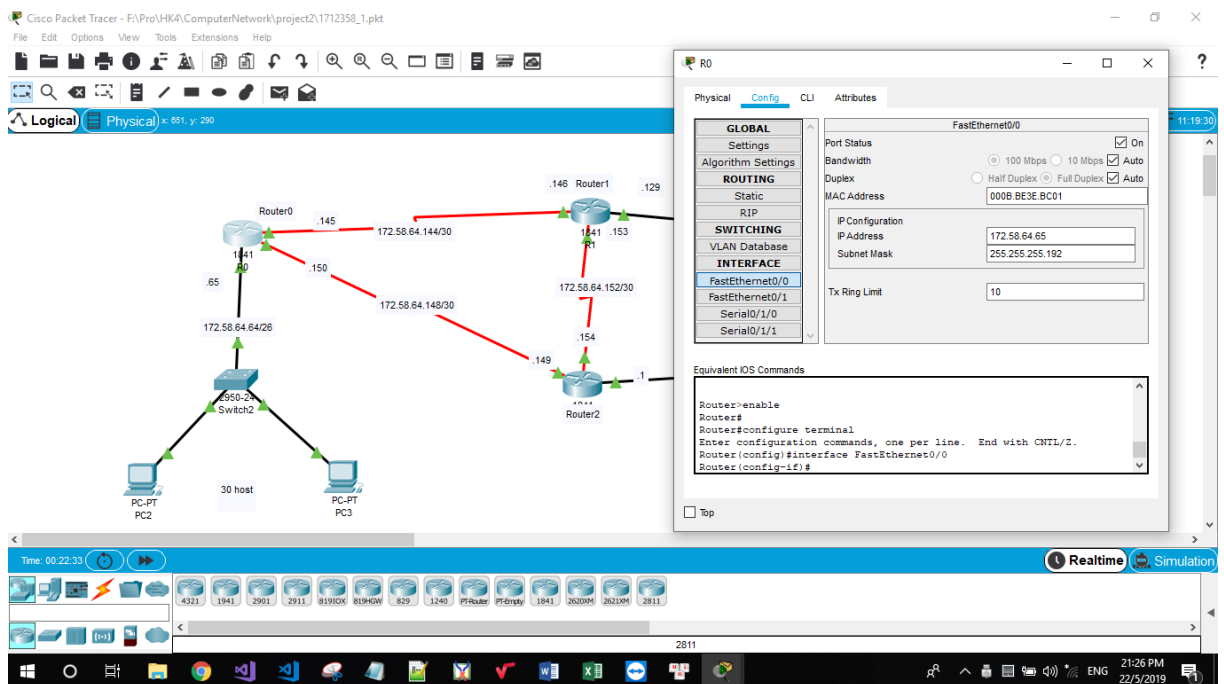 Cisco Packet Tracer - F:\Pro\HK4\ComputerNetwork\project2\1712358_1.pkt
File Edit Options View Tools Extensions Help
Logical
Physical x: 651, y: 290
11:19:30
Router0
.145
172.58.64.144/30
.146 Router1
.129
1841
R0
1841 .153
R1
.150
.65
172.58.64.148/30
172.58.64.152/30
172.58.64.64/26
.154
.149
.1
2950-24
Switch2
Router2
30 host
PC-PT
PC2
PC-PT
PC3
R0
Physical Config CLI Attributes
GLOBAL
Settings
Algorithm Settings
ROUTING
Static
RIP
SWITCHING
VLAN Database
INTERFACE
FastEthernet0/0
FastEthernet0/1
Serial0/1/0
Serial0/1/1
FastEthernet0/0
Port Status On
Bandwidth 100 Mbps 10 Mbps Auto
Duplex Half Duplex Full Duplex Auto
MAC Address 000B.BE3E.BC01
IP Configuration
IP Address 172.58.64.65
Subnet Mask 255.255.255.192
Tx Ring Limit 10
Equivalent IOS Commands
Router>enable
Router#
Router#configure terminal
Enter configuration commands, one per line. End with CNTL/Z.
Router(config)#interface FastEthernet0/0
Router(config-if)#
Top
Time: 00:22:33
Realtime
Simulation
4321 1941 2901 2911 819IOX 819HGW 829 1240 PT-Router PT-Empty 1841 2620XM 2621XM 2811
2811
ENG
21:26 PM
22/5/2019